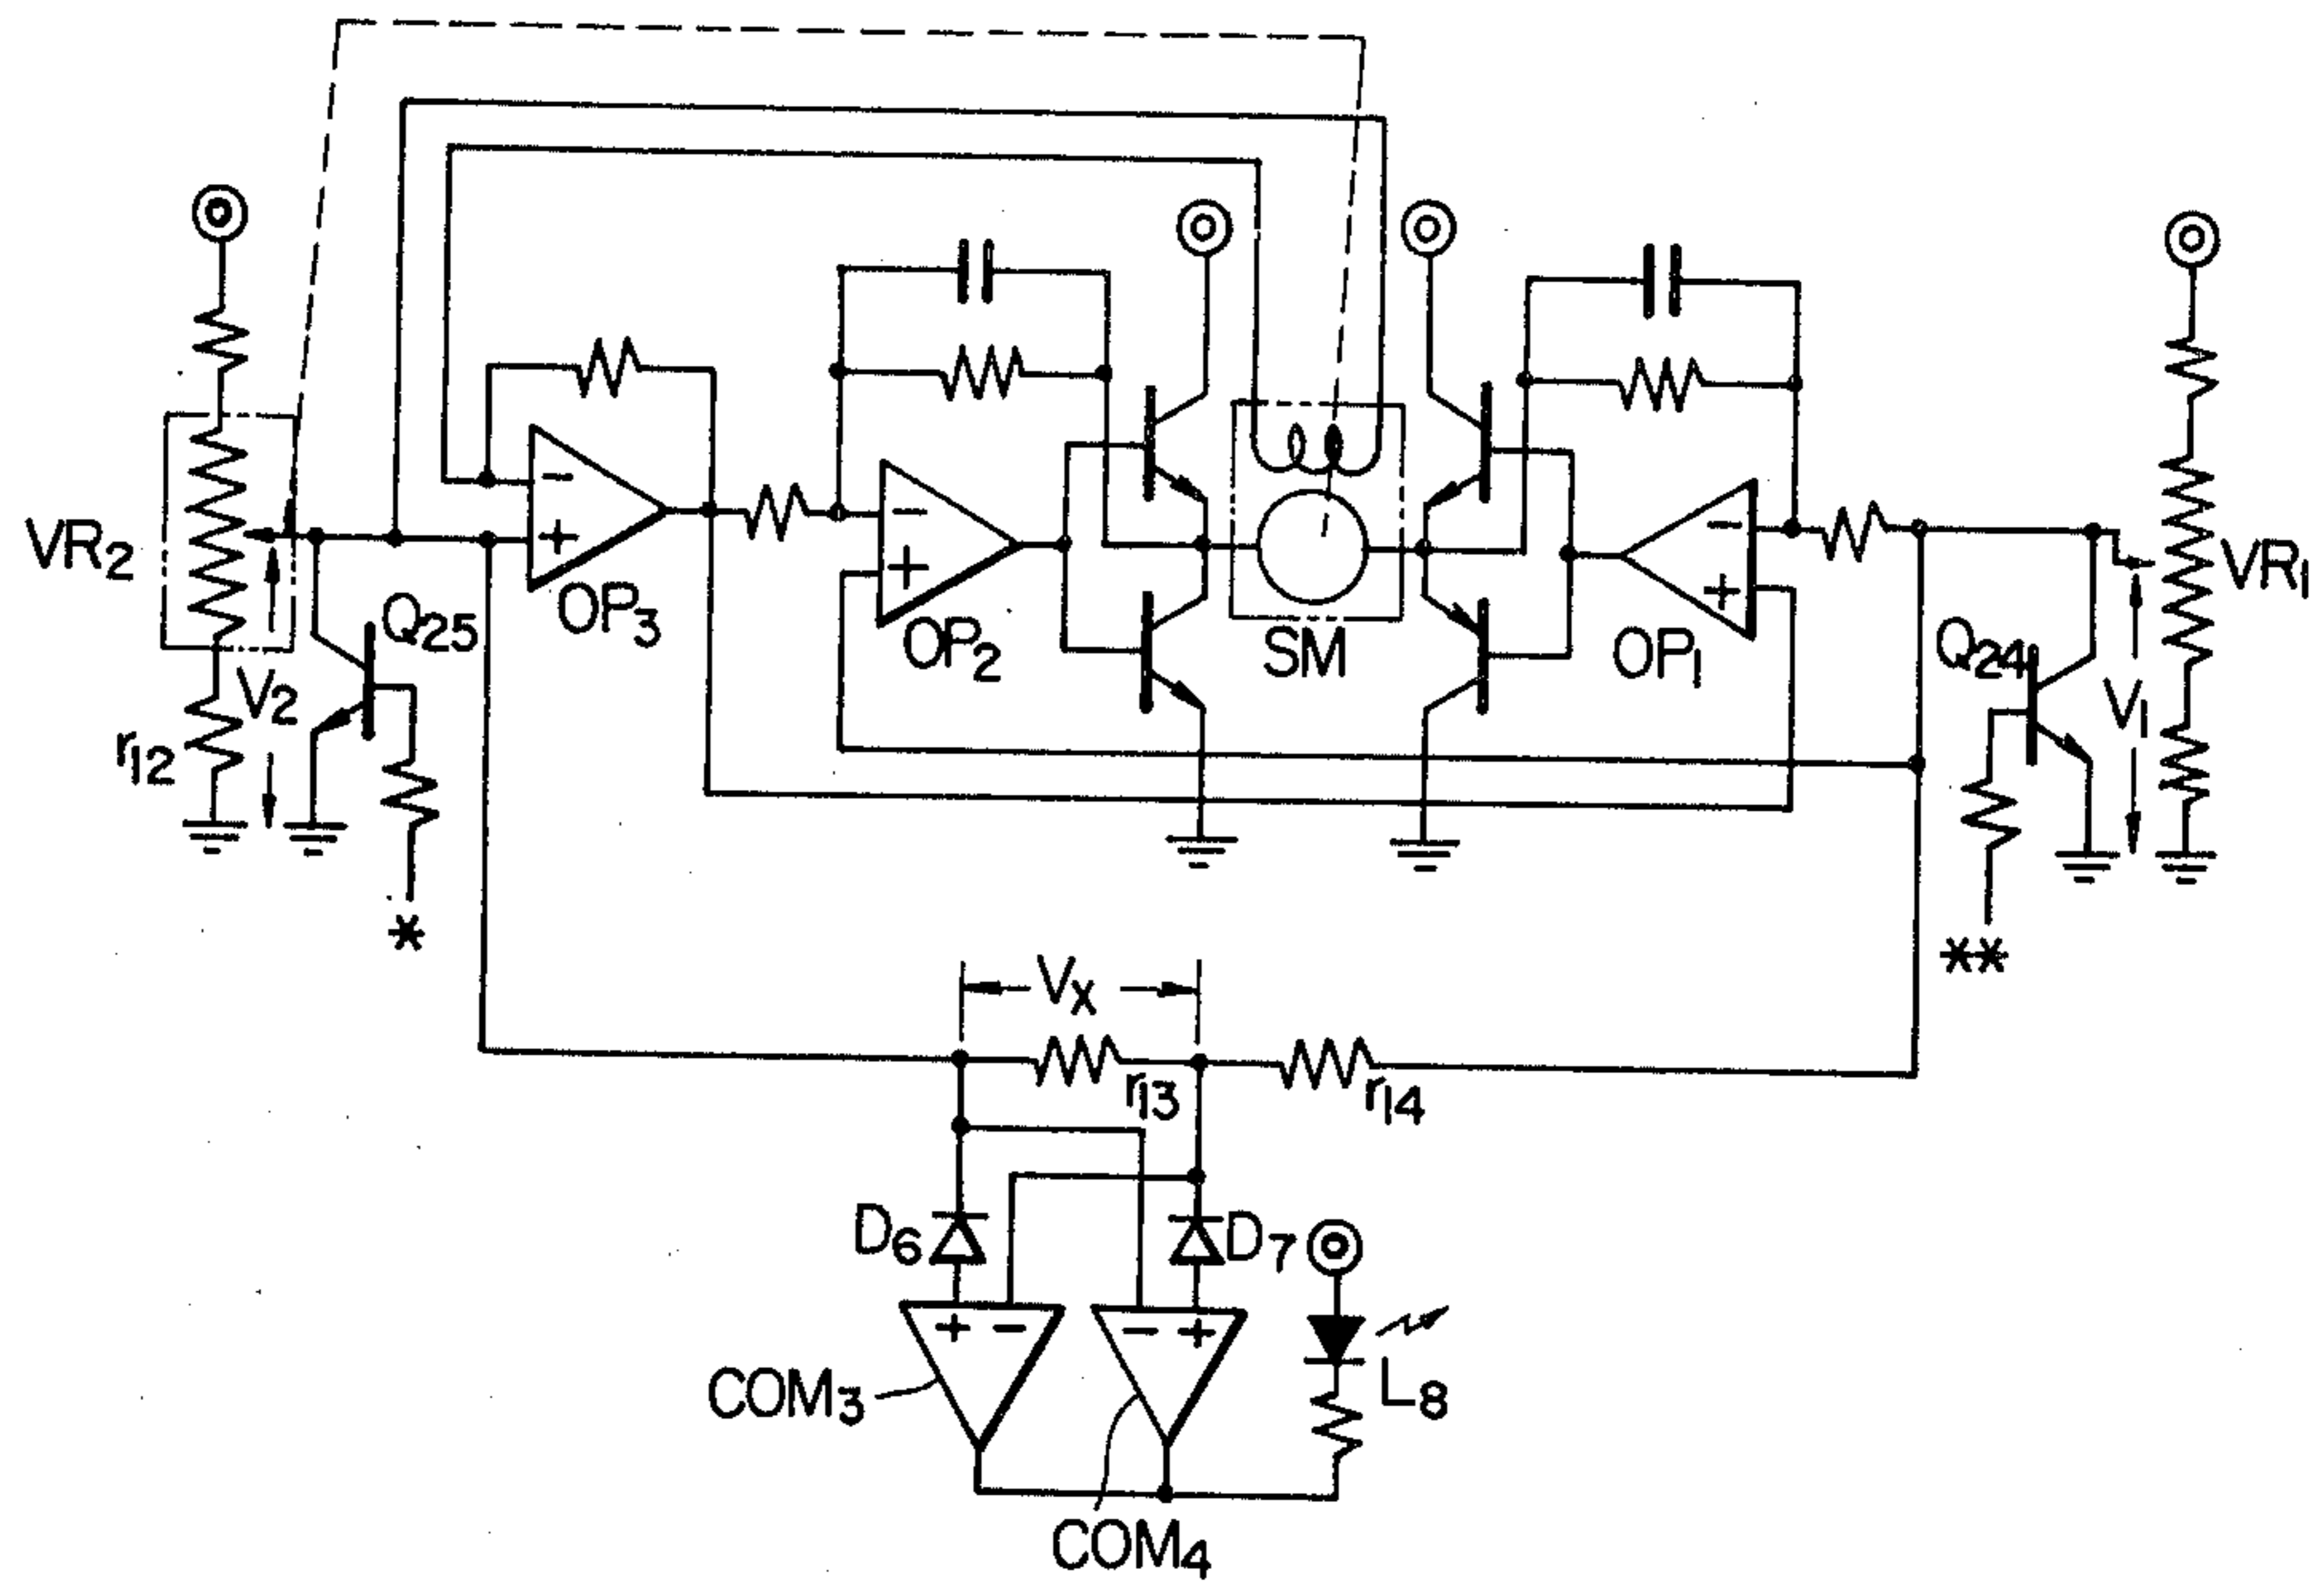 VR2
OP3
OP2
SM
OP1
VR1
Q25
Q24
V2
V1
r12
*
**
VX
r13
r14
D6
D7
COM3
L8
COM4
- + - + - +
+ - - +